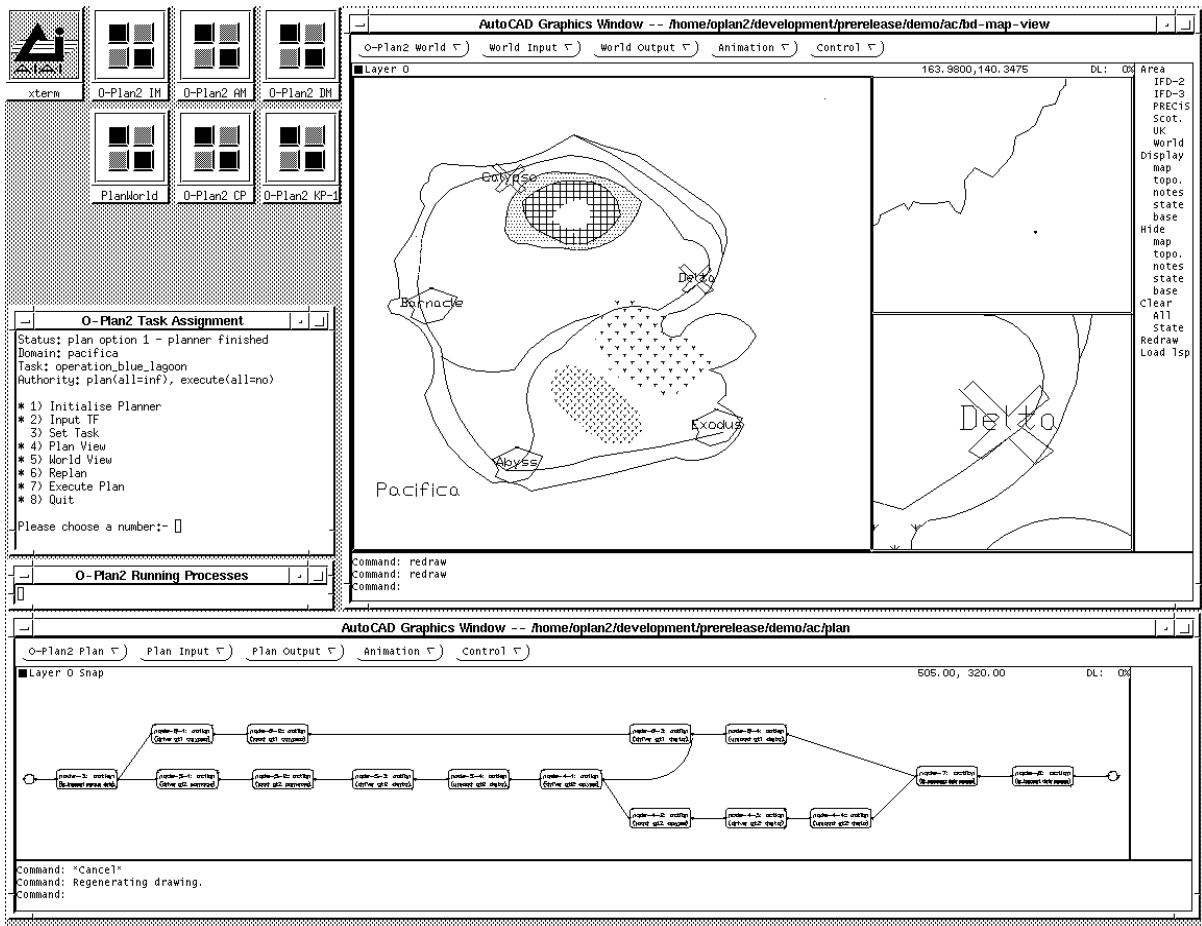 AIAI
xterm
O-Plan2 IM
O-Plan2 AM
O-Plan2 DM
PlanWorld
O-Plan2 CP
O-Plan2 KP-1
O-Plan2 Task Assignment
Status: plan option 1 - planner finished
Domain: pacifica
Task: operation_blue_lagoon
Authority: plan(all=inf), execute(all=no)
* 1) Initialise Planner
* 2) Input TF
3) Set Task
* 4) Plan View
* 5) World View
* 6) Replan
* 7) Execute Plan
* 8) Quit
Please choose a number:-
O-Plan2 Running Processes
AutoCAD Graphics Window -- /home/oplan2/development/prerelease/demo/ac/bd-map-view
O-Plan2 World
World Input
World Output
Animation
Control
Layer 0
163.9800,140.3475
DL: 0%
Calypso
Delta
Barnacle
Exodus
Abyss
Pacifica
Delta
Area
IFD-2
IFD-3
PRECiS
Scot.
UK
World
Display
map
topo.
notes
state
base
Hide
map
topo.
notes
state
base
Clear
All
State
Redraw
Load lsp
Command: redraw
Command: redraw
Command:
AutoCAD Graphics Window -- /home/oplan2/development/prerelease/demo/ac/plan
O-Plan2 Plan
Plan Input
Plan Output
Animation
Control
Layer 0 Snap
505.00, 320.00
DL: 0%
Command: *Cancel*
Command: Regenerating drawing.
Command: